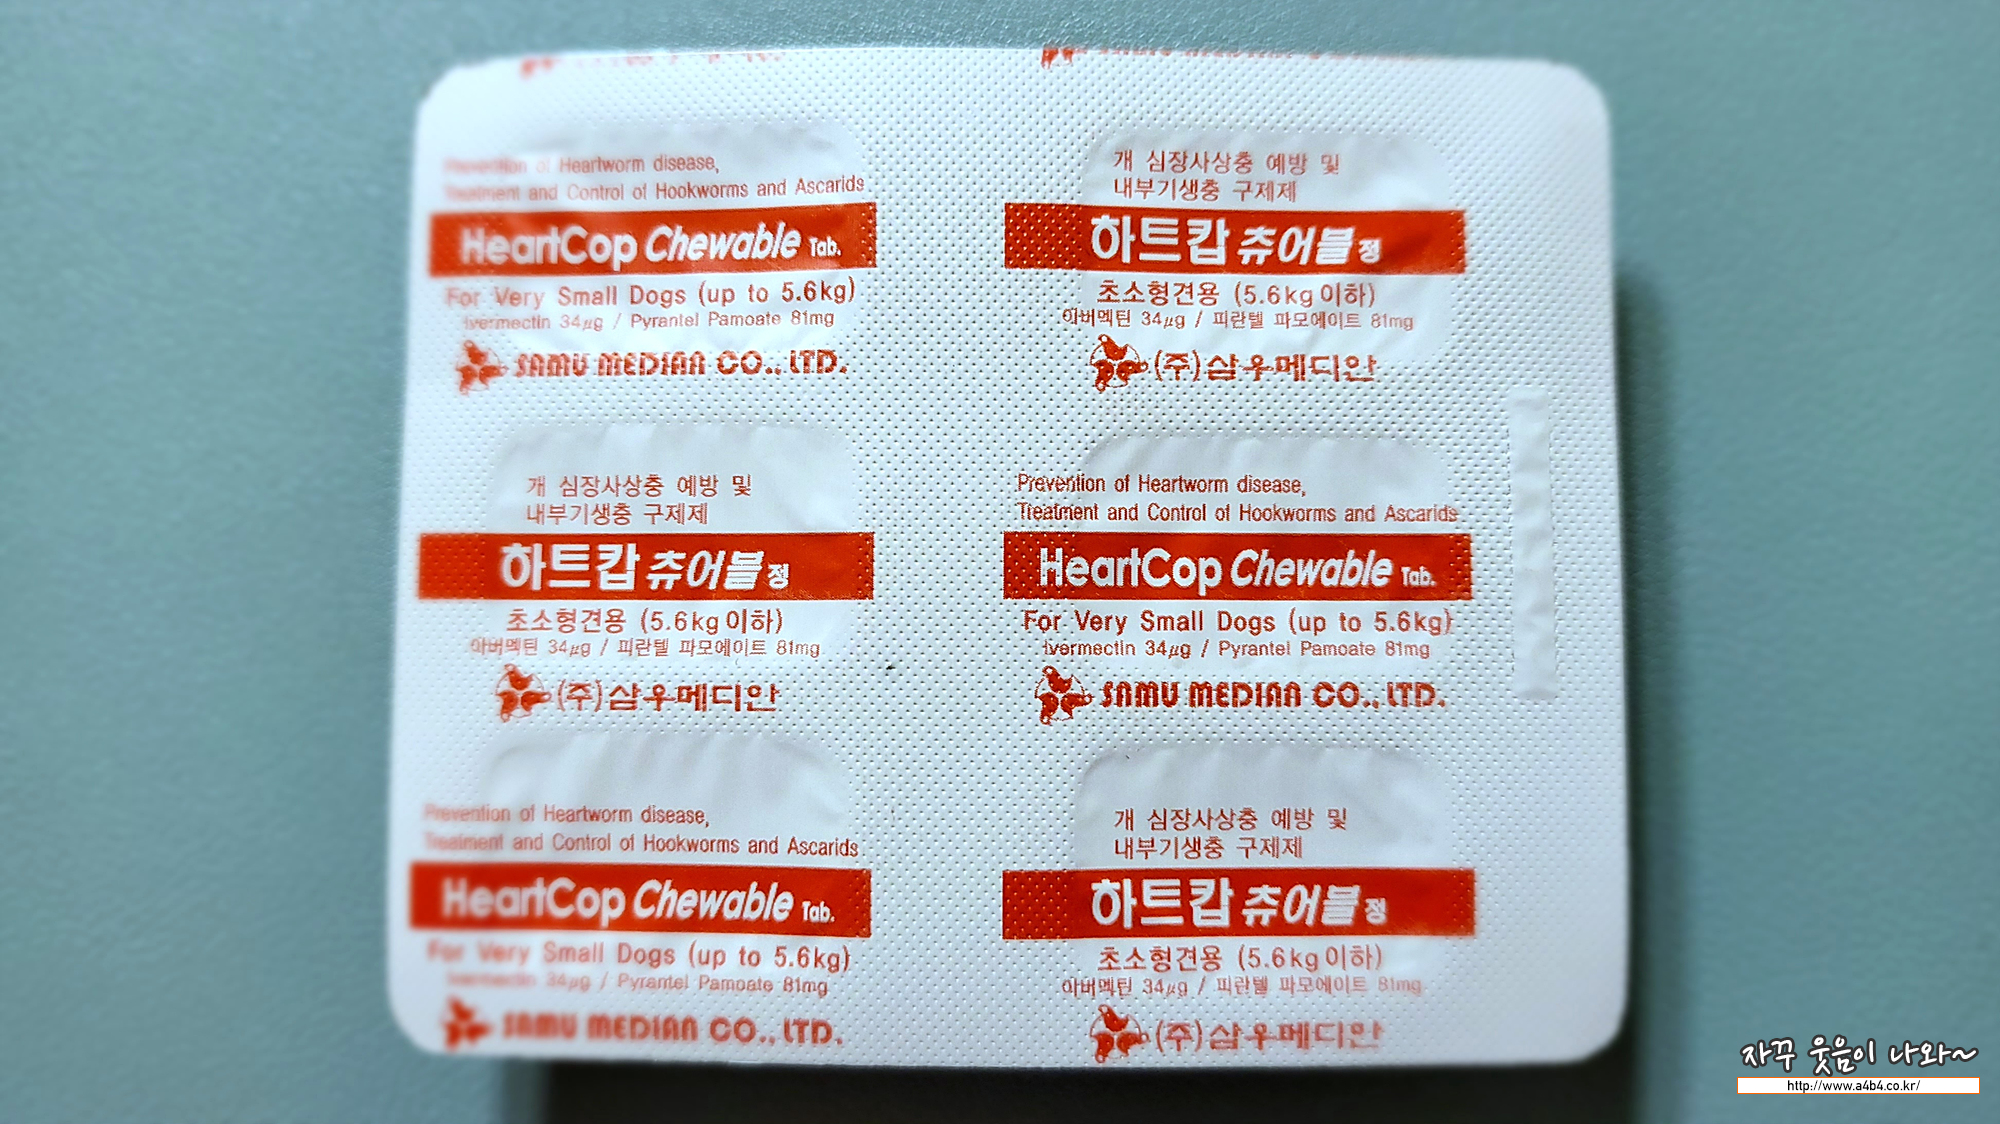 Prevention of Heartworm disease,
Treatment and Control of Hookworms and Ascarids
HeartCop Chewable Tab.
For Very Small Dogs (up to 5.6kg)
Ivermectin 34μg / Pyrantel Pamoate 81mg
SAMU MEDIAN CO., LTD.
개 심장사상충 예방 및
내부기생충 구제제
하트캅 츄어블 정
초소형견용 (5.6kg이하)
아버멕틴 34μg / 피란텔 파모에이트 81mg
(주)삼우메디안
개 심장사상충 예방 및
내부기생충 구제제
하트캅 츄어블 정
초소형견용 (5.6kg이하)
아버멕틴 34μg / 피란텔 파모에이트 81mg
(주)삼우메디안
Prevention of Heartworm disease,
Treatment and Control of Hookworms and Ascarids
HeartCop Chewable Tab.
For Very Small Dogs (up to 5.6kg)
Ivermectin 34μg / Pyrantel Pamoate 81mg
SAMU MEDIAN CO., LTD.
Prevention of Heartworm disease,
Treatment and Control of Hookworms and Ascarids
HeartCop Chewable Tab.
For Very Small Dogs (up to 5.6kg)
Ivermectin 34μg / Pyrantel Pamoate 81mg
SAMU MEDIAN CO., LTD.
개 심장사상충 예방 및
내부기생충 구제제
하트캅 츄어블 정
초소형견용 (5.6kg이하)
아버멕틴 34μg / 피란텔 파모에이트 81mg
(주)삼우메디안
자꾸 웃음이 나와~
http://www.a4b4.co.kr/